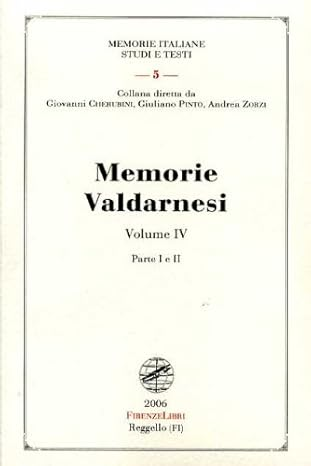 MEMORIE ITALIANE
STUDI E TESTI
— 5 —
Collana diretta da
Giovanni CHERUBINI, Giuliano PINTO, Andrea ZORZI
Memorie
Valdarnesi
Volume IV
Parte I e II
2006
FIRENZELIBRI
Reggello (FI)